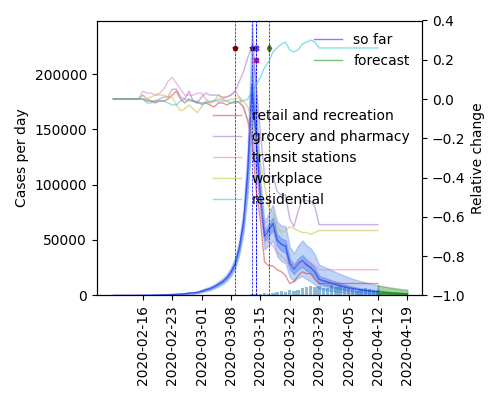 0.4
so far
forecast
200000
0.2
0.0
retail and recreation
grocery and pharmacy
transit stations
workplace
residential
150000
100000
50000
0
−0.2
−0.4
−0.6
−0.8
−1.0
Cases per day
Relative change
2020-02-16
2020-02-23
2020-03-01
2020-03-08
2020-03-15
2020-03-22
2020-03-29
2020-04-05
2020-04-12
2020-04-19